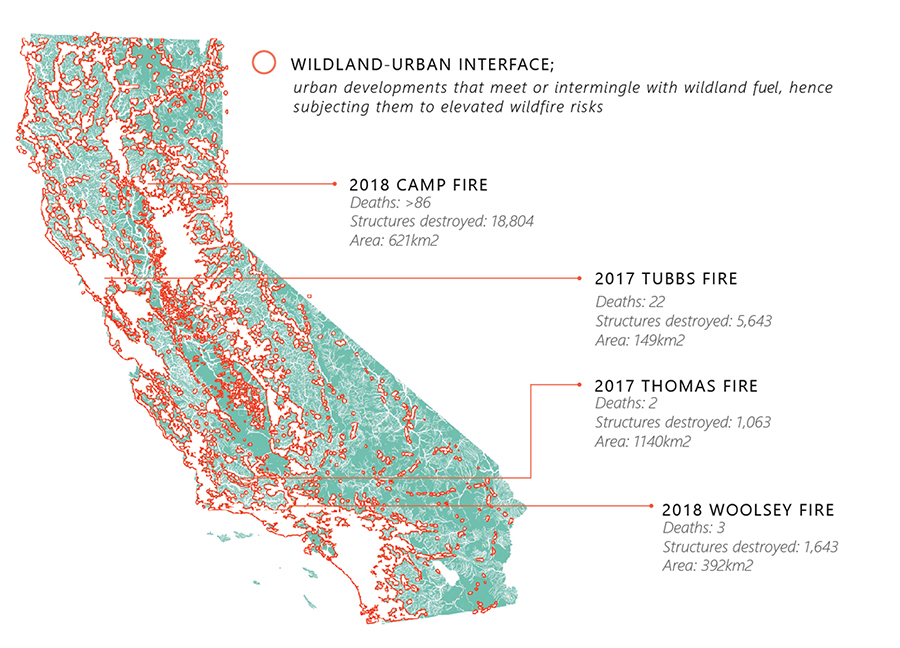 WILDLAND-URBAN INTERFACE;
urban developments that meet or intermingle with wildland fuel, hence
subjecting them to elevated wildfire risks
2018 CAMP FIRE
Deaths: >86
Structures destroyed: 18,804
Area: 621km2
2017 TUBBS FIRE
Deaths: 22
Structures destroyed: 5,643
Area: 149km2
2017 THOMAS FIRE
Deaths: 2
Structures destroyed: 1,063
Area: 1140km2
2018 WOOLSEY FIRE
Deaths: 3
Structures destroyed: 1,643
Area: 392km2